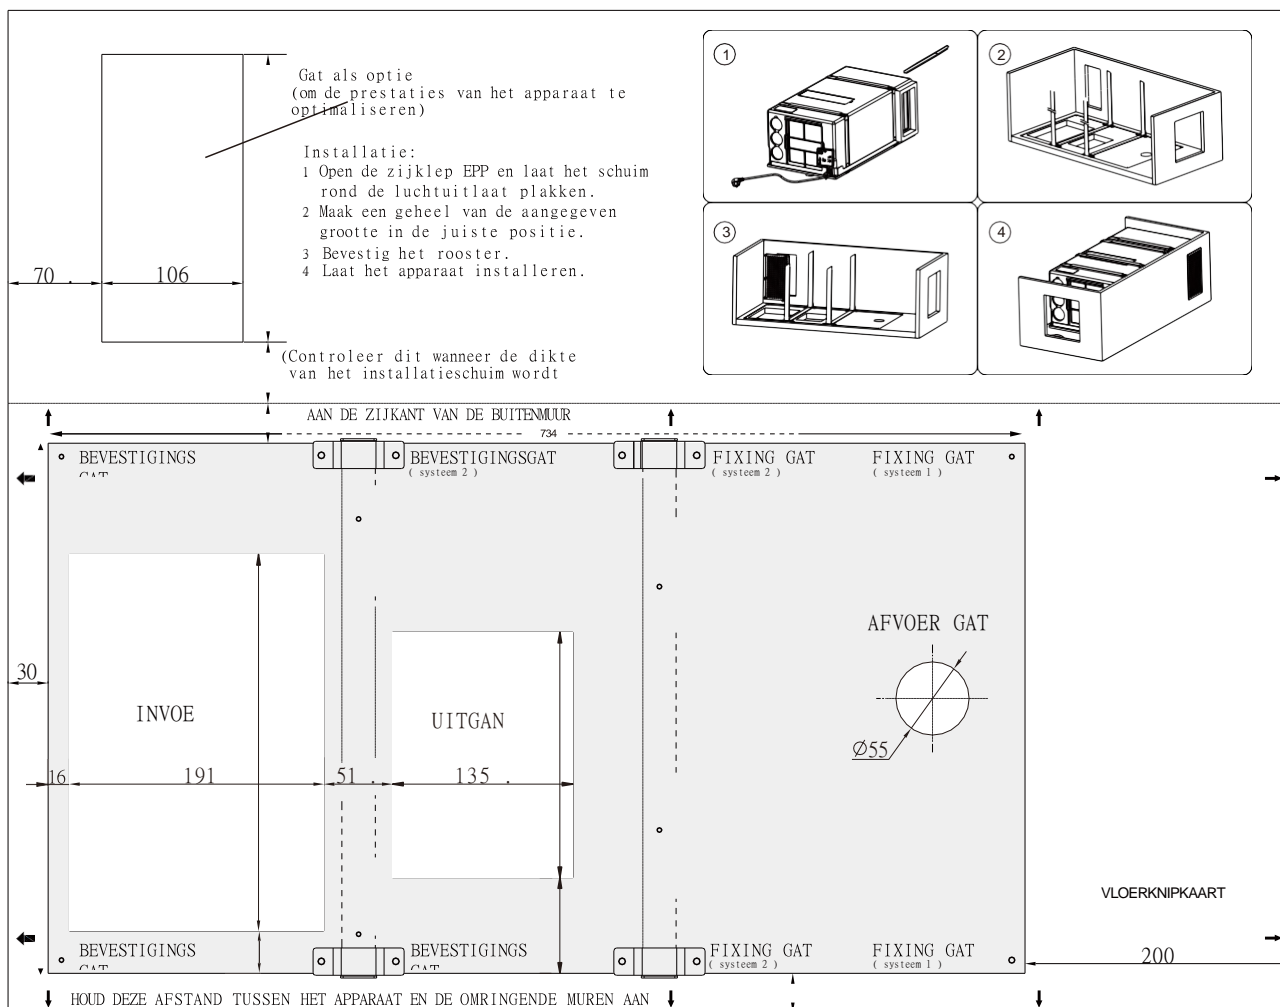 Gat als optie
(om de prestaties van het apparaat te
optimaliseren)
Installatie:
1 Open de zijklep EPP en laat het schuim
rond de luchtuitlaat plakken.
2 Maak een geheel van de aangegeven
grootte in de juiste positie.
3 Bevestig het rooster.
4 Laat het apparaat installeren.
70 .
106
(Controleer dit wanneer de dikte
van het installatieschuim wordt
1
2
3
4
AAN DE ZIJKANT VAN DE BUITENMUUR
734
BEVESTIGINGS
BEVESTIGINGSGAT
( systeem 2 )
FIXING GAT
( systeem 2 )
FIXING GAT
( systeem 1 )
GAT
AFVOER GAT
30
INVOE
UITGAN
Ø55
16
191
51 .
135 .
VLOERKNIPKAART
BEVESTIGINGS
GAT
BEVESTIGINGS
GAT
FIXING GAT
( systeem 2 )
FIXING GAT
( systeem 1 )
200
HOUD DEZE AFSTAND TUSSEN HET APPARAAT EN DE OMRINGENDE MUREN AAN